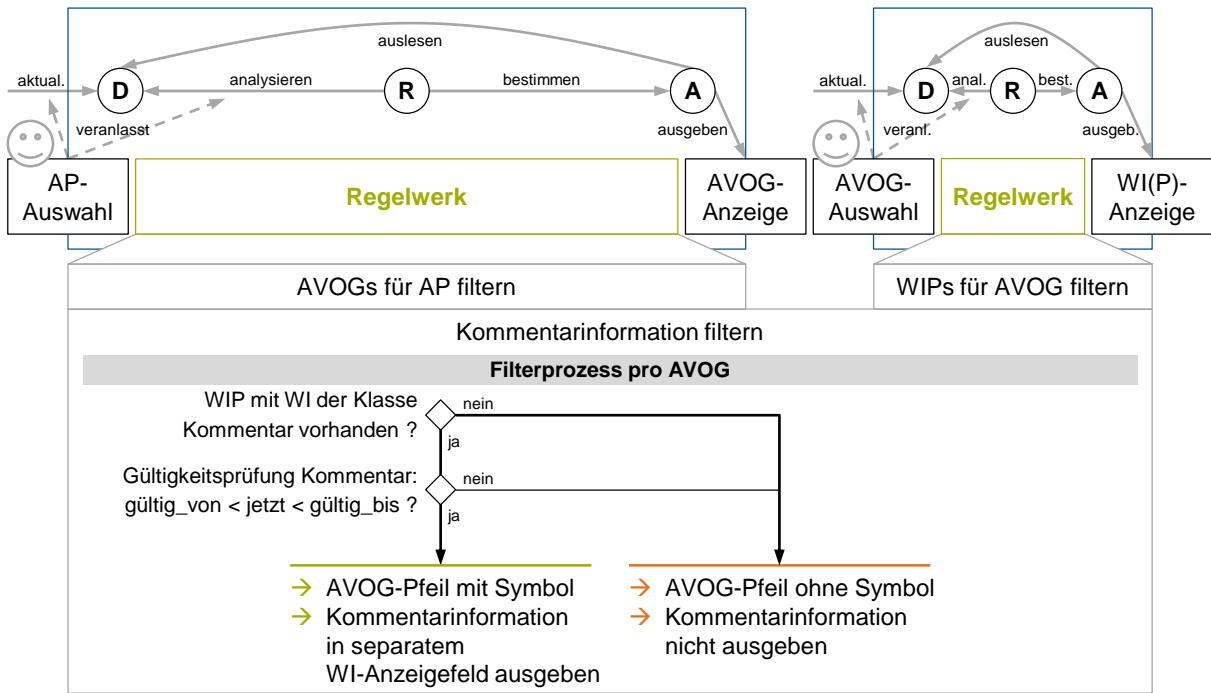 auslesen
aktual.
D
analysieren
R
bestimmen
A
veranlasst
ausgeben
AP-
Auswahl
Regelwerk
AVOG-
Anzeige
auslesen
aktual.
D
anal.
R
best.
A
veranl.
ausgeb.
AVOG-
Auswahl
Regelwerk
WI(P)-
Anzeige
AVOGs für AP filtern
WIPs für AVOG filtern
Kommentarinformation filtern
Filterprozess pro AVOG
WIP mit WI der Klasse
Kommentar vorhanden ?
nein
ja
Gültigkeitsprüfung Kommentar:
gültig_von < jetzt < gültig_bis ?
nein
ja
→ AVOG-Pfeil mit Symbol
→ Kommentarinformation
in separatem
WI-Anzeigefeld ausgeben
→ AVOG-Pfeil ohne Symbol
→ Kommentarinformation
nicht ausgeben